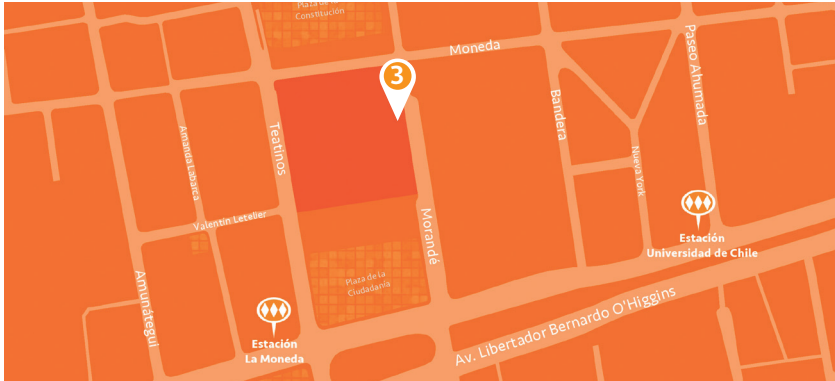 Plaza de la
Constitución
Moneda
3
Paseo Ahumada
Bandera
Teatinos
Amanda Labarca
Nueva York
Valentín Letelier
Morandé
Estación
Universidad de Chile
Plaza de la
Ciudadanía
Amunátegui
Estación
La Moneda
Av. Libertador Bernardo O'Higgins